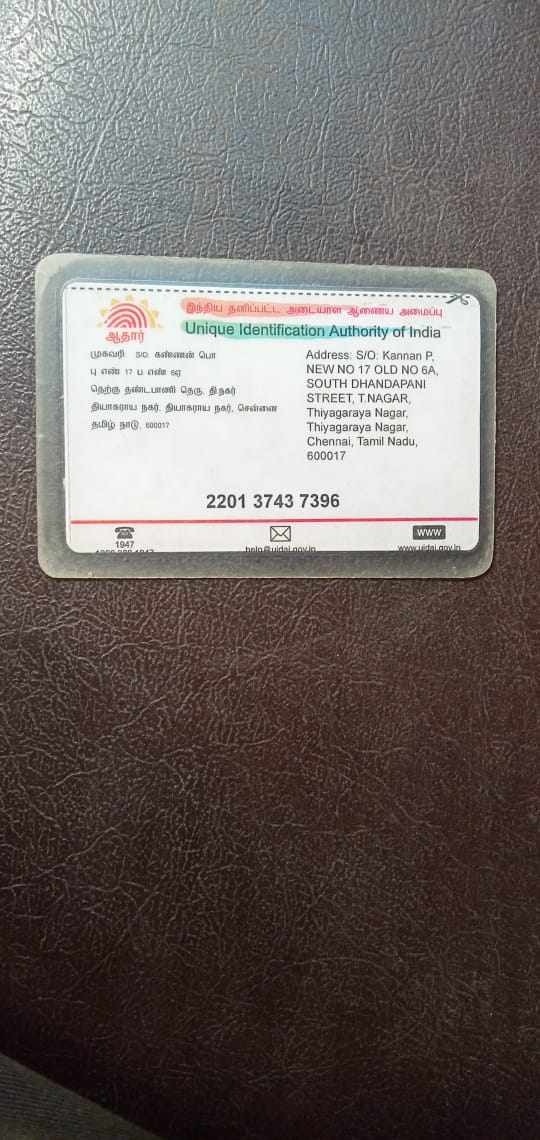 இந்திய தனிப்பட்ட அடையாள ஆணைய அமைப்பு
Unique Identification Authority of India
ஆதார்
முகவரி S/O கண்ணன் பொ
பு எண் 17 ப எண் 6ஏ
தெற்கு தண்டபாணி தெரு, தி.நகர்
தியாகராய நகர், தியாகராய நகர், சென்னை
தமிழ் நாடு, 600017
Address: S/O: Kannan P,
NEW NO 17 OLD NO 6A,
SOUTH DHANDAPANI
STREET, T.NAGAR,
Thiyagaraya Nagar,
Thiyagaraya Nagar,
Chennai, Tamil Nadu,
600017
2201 3743 7396
1947
help@uidai.gov.in
WWW
www.uidai.gov.in